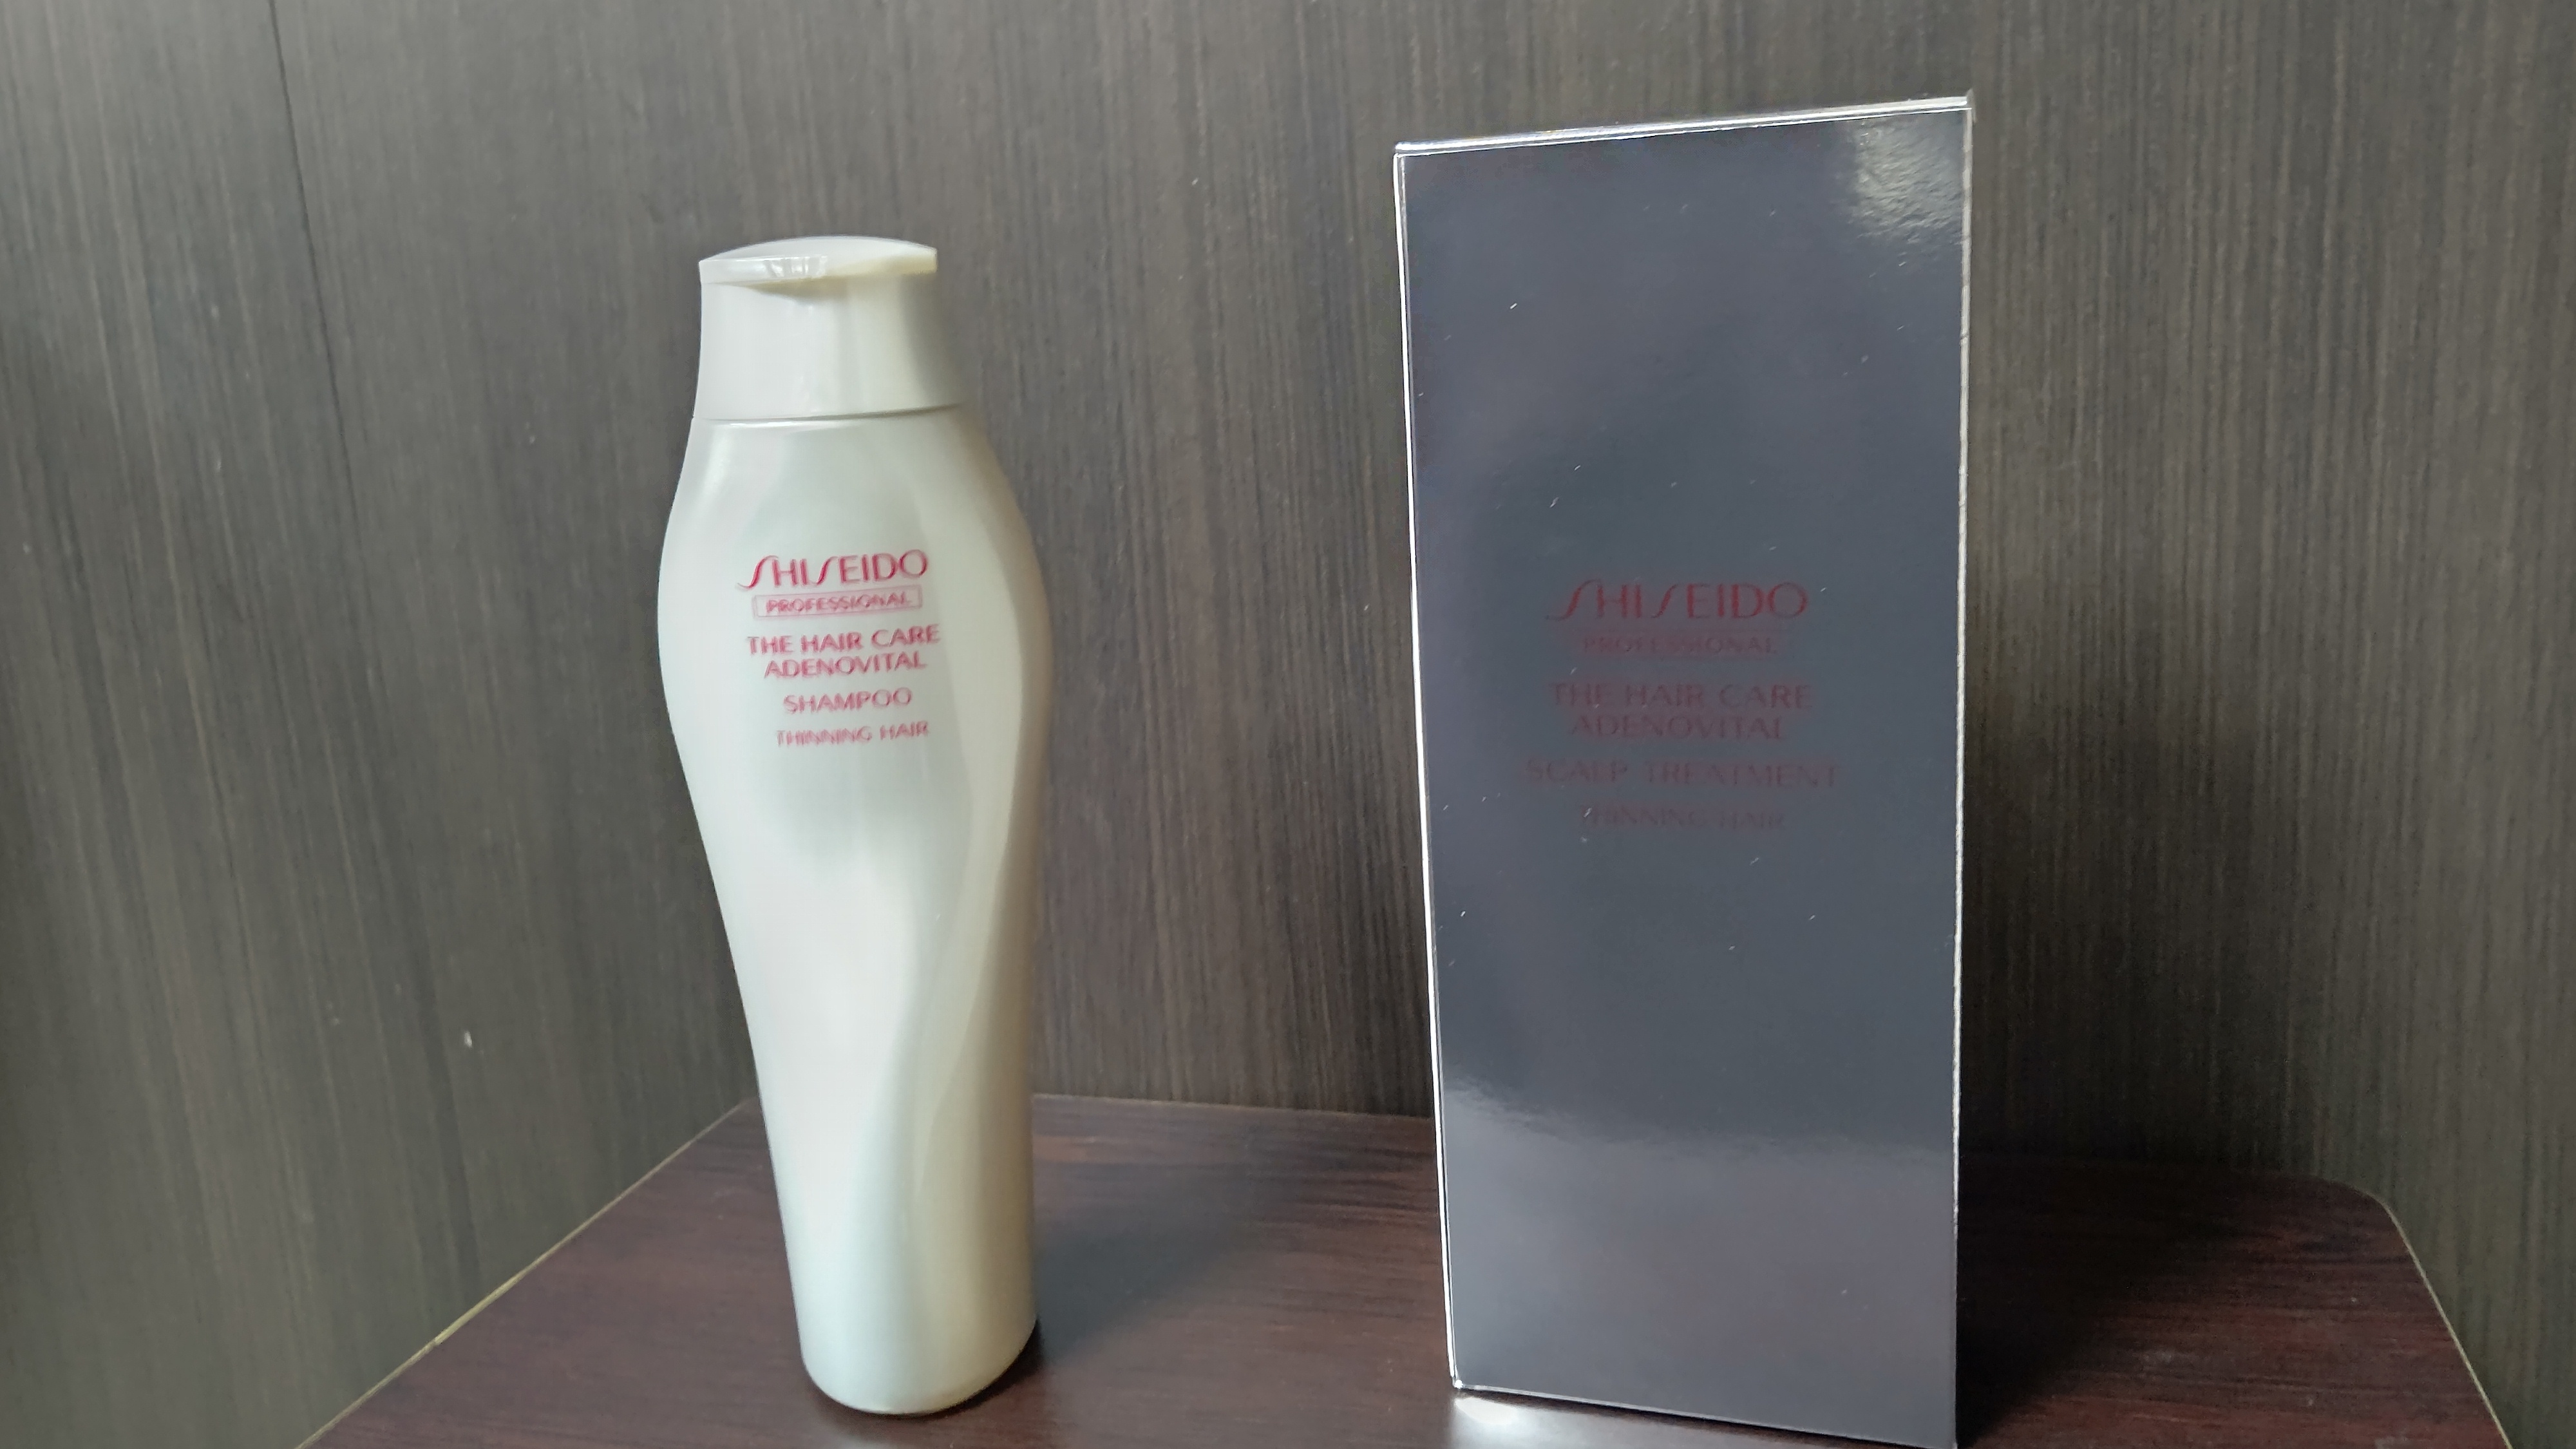 SHISEIDO
PROFESSIONAL
THE HAIR CARE
ADENOVITAL
SHAMPOO
THINNING HAIR
SHISEIDO
PROFESSIONAL
THE HAIR CARE
ADENOVITAL
SCALP TREATMENT
THINNING HAIR